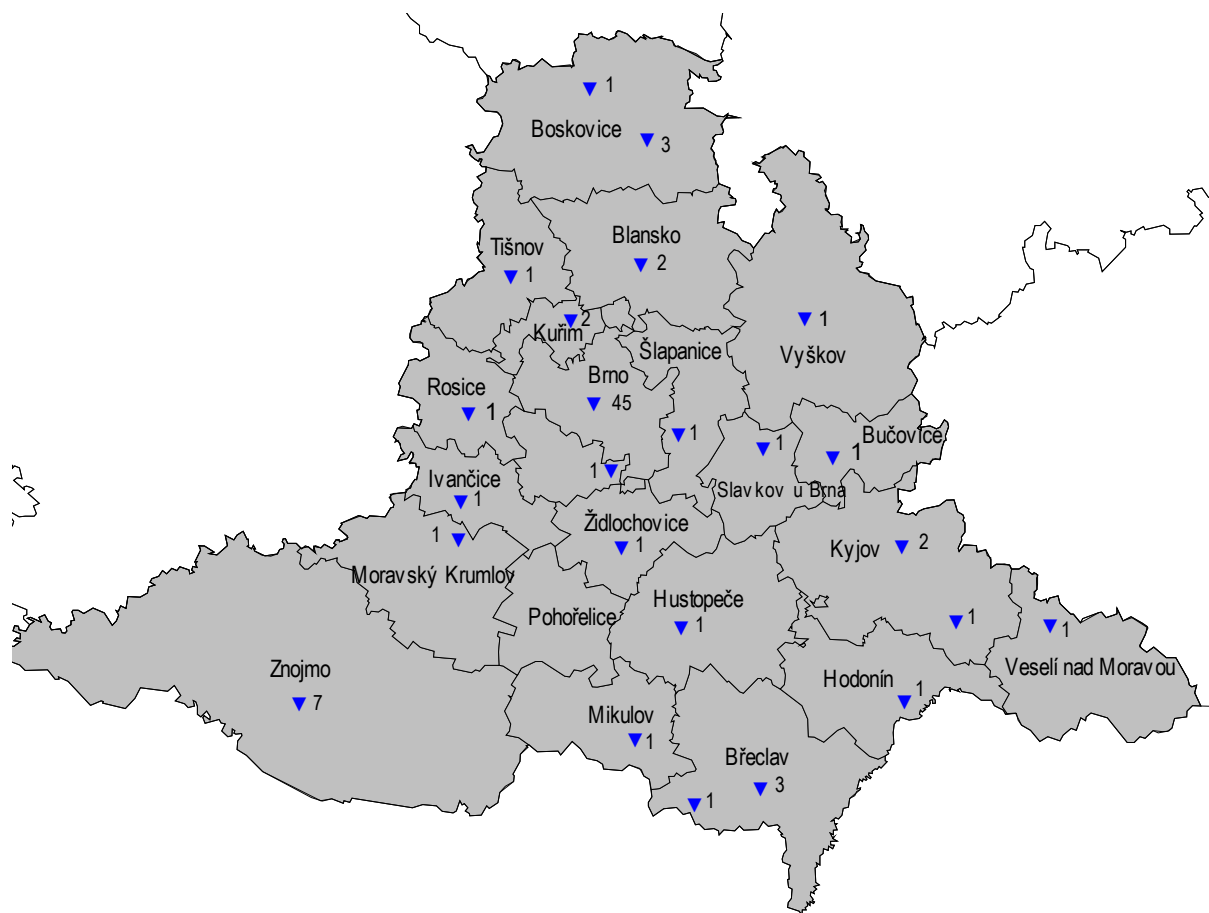 1
Boskovice
3
Blansko
2
Tišnov
1
2
Kuřim
1
Vyškov
Šlapanice
Brno
45
Rosice
1
1
1
Bučovice
1
1
Slavkov u Brna
Ivančice
1
Židlochovice
1
1
Moravský Krumlov
Kyjov
2
Pohořelice
Hustopeče
1
1
1
Veselí nad Moravou
Znojmo
7
Hodonín
1
Mikulov
1
Břeclav
3
1